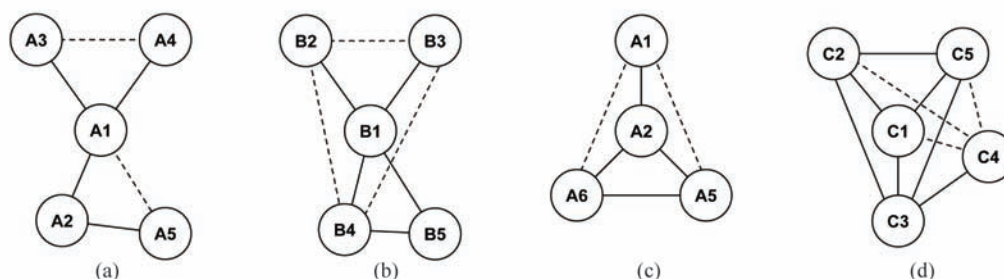 A3 A4 B2 B3 A1 C2 C5
A1 B1 A2 C1 C4
A2 A5 B4 B5 A6 A5 C3
(a) (b) (c) (d)